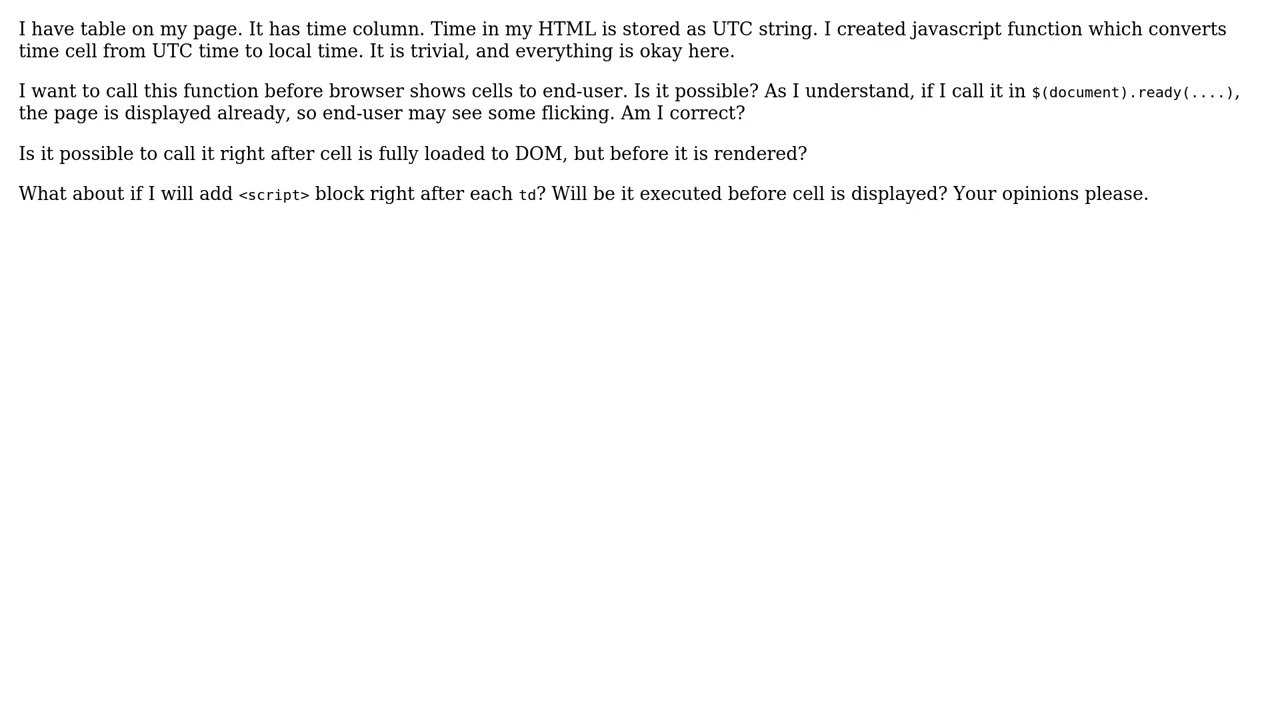 I have table on my page. It has time column. Time in my HTML is stored as UTC string. I created javascript function which converts
time cell from UTC time to local time. It is trivial, and everything is okay here.
I want to call this function before browser shows cells to end-user. Is it possible? As I understand, if I call it in $(document).ready(....),
the page is displayed already, so end-user may see some flicking. Am I correct?
Is it possible to call it right after cell is fully loaded to DOM, but before it is rendered?
What about if I will add <script> block right after each td? Will be it executed before cell is displayed? Your opinions please.